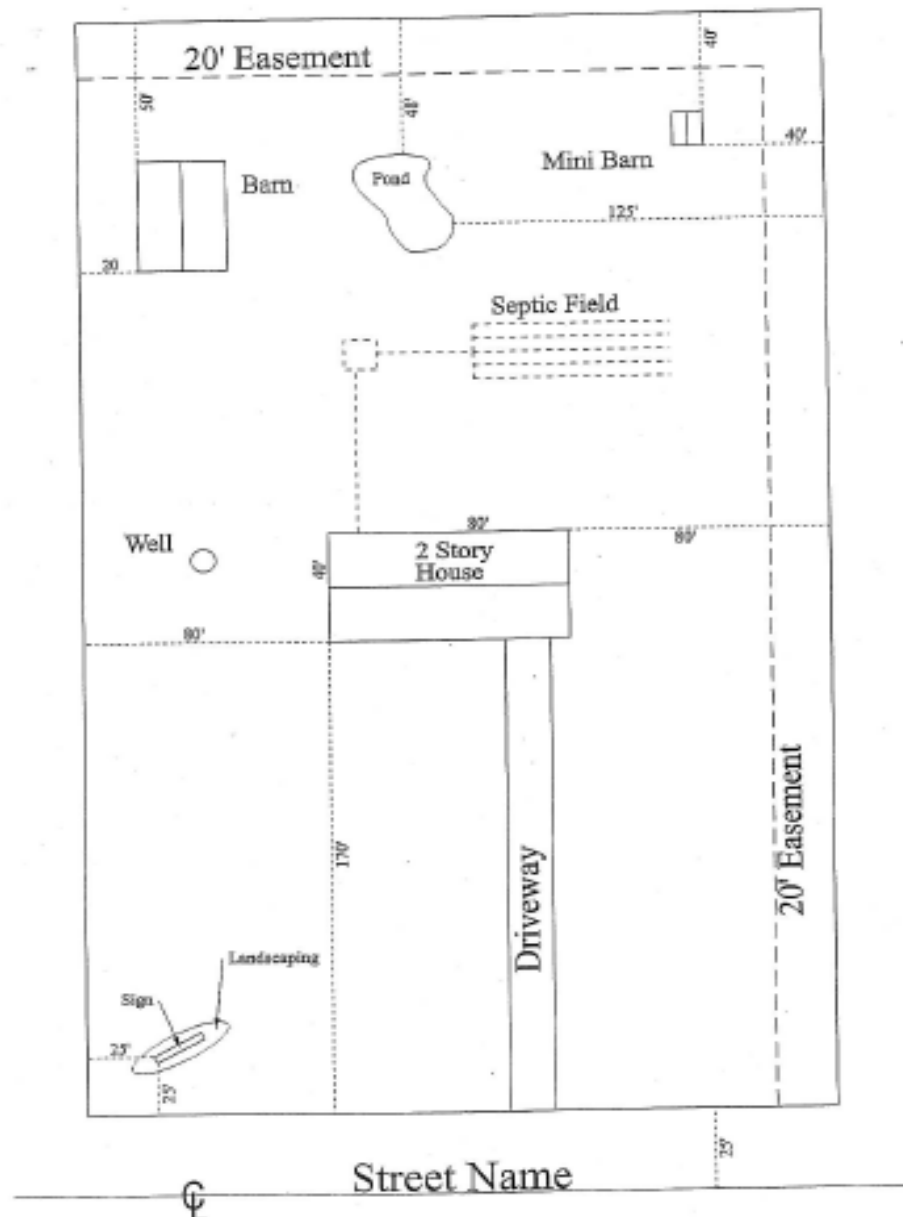 20' Easement
50'
48'
40'
Barn
Pond
Mini Barn
40'
20
125'
Septic Field
80'
80'
Well
40'
2 Story
House
80'
170'
Driveway
20' Easement
Landscaping
Sign
25'
25'
25'
Street Name
℄